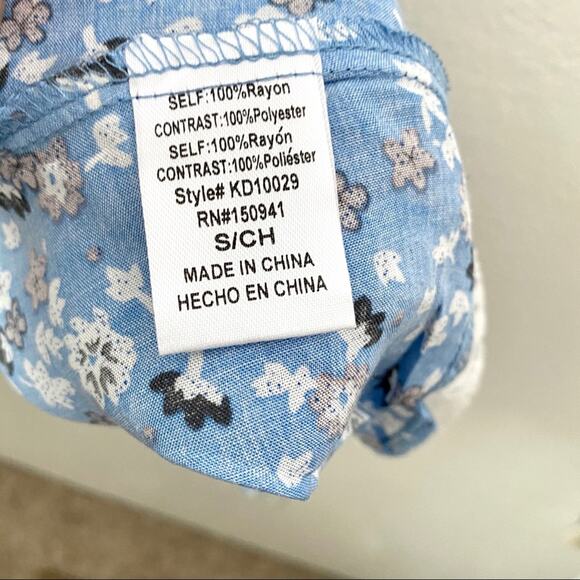 SELF:100%Rayon
CONTRAST:100%Polyester
SELF:100%Rayón
CONTRAST:100%Poliéster
Style# KD10029
RN#150941
S/CH
MADE IN CHINA
HECHO EN CHINA